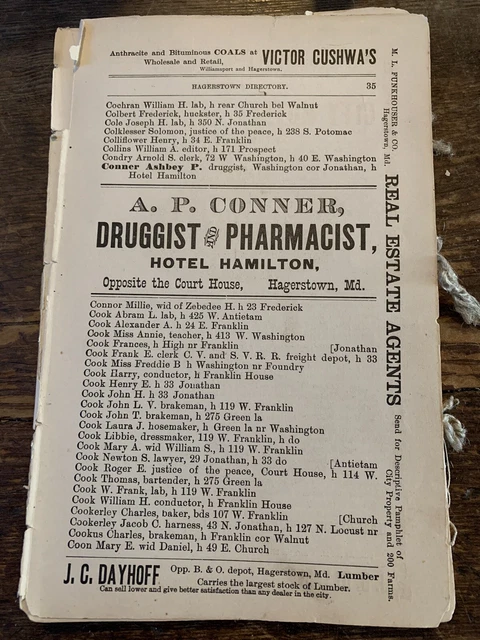 Anthracite and Bituminous COALS at VICTOR CUSHWA'S
Wholesale and Retail,
Williamsport and Hagerstown.
HAGERSTOWN DIRECTORY. 35
Cochran William H. lab, h rear Church bel Walnut
Colbert Frederick, huckster, h 35 Frederick
Cole Joseph H. lab, h 350 N. Jonathan
Colklesser Solomon, justice of the peace, h 238 S. Potomac
Colliflower Henry, h 34 E. Franklin
Collins William A. editor, h 171 Prospect
Condry Arnold S. clerk, 72 W Washington, h 40 E. Washington
Conner Ashby P. druggist, Washington cor Jonathan, h
Hotel Hamilton
A. P. CONNER,
DRUGGIST AND PHARMACIST,
HOTEL HAMILTON,
Opposite the Court House, Hagerstown, Md.
Connor Millie, wid of Zebedee H. h 23 Frederick
Cook Abram L. lab, h 425 W. Antietam
Cook Alexander A. h 24 E. Franklin
Cook Miss Annie, teacher, h 413 W. Washington
Cook Frances, h High nr Franklin [Jonathan
Cook Frank E. clerk C. V. and S. V. R. R. freight depot, h 33
Cook Miss Freddie B h Washington nr Foundry
Cook Harry, conductor, h Franklin House
Cook Henry E. h 33 Jonathan
Cook John H. h 33 Jonathan
Cook John L. V. brakeman, h 119 W. Franklin
Cook John T. brakeman, h 275 Green la
Cook Laura J. hosemaker, h Green la nr Washington
Cook Libbie, dressmaker, 119 W. Franklin, h do
Cook Mary A. wid William S., h 119 W. Franklin
Cook Newton S. lawyer, 29 Jonathan, h 33 do [Antietam
Cook Roger E. justice of the peace, Court House, h 114 W.
Cook Thomas, bartender, h 275 Green la
Cook W. Frank, lab, h 119 W. Franklin
Cook William H. conductor, h Franklin House
Cookerley Charles, baker, bds 107 W. Franklin [Church
Cookerley Jacob C. harness, 43 N. Jonathan, h 127 N. Locust nr
Cookus Charles, brakeman, h Franklin cor Walnut
Coon Mary E. wid Daniel, h 49 E. Church
J. C. DAYHOFF Opp. B. & O. depot, Hagerstown, Md. Lumber
Carries the largest stock of Lumber.
Can sell lower and give better satisfaction than any dealer in the city.
M. L. FUNKHOUSER & CO.
Hagerstown, Md.
REAL ESTATE AGENTS
Send for Descriptive Pamphlet of
City Property and 200 Farms.